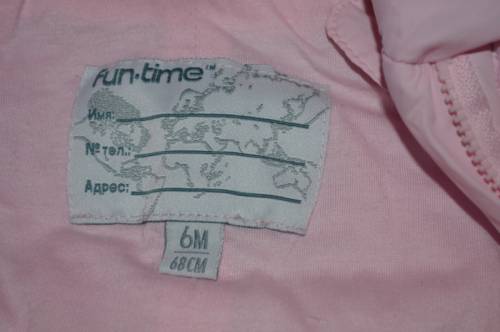 fun·time™
Имя:
№ тел.:
Адрес:
6M
68CM